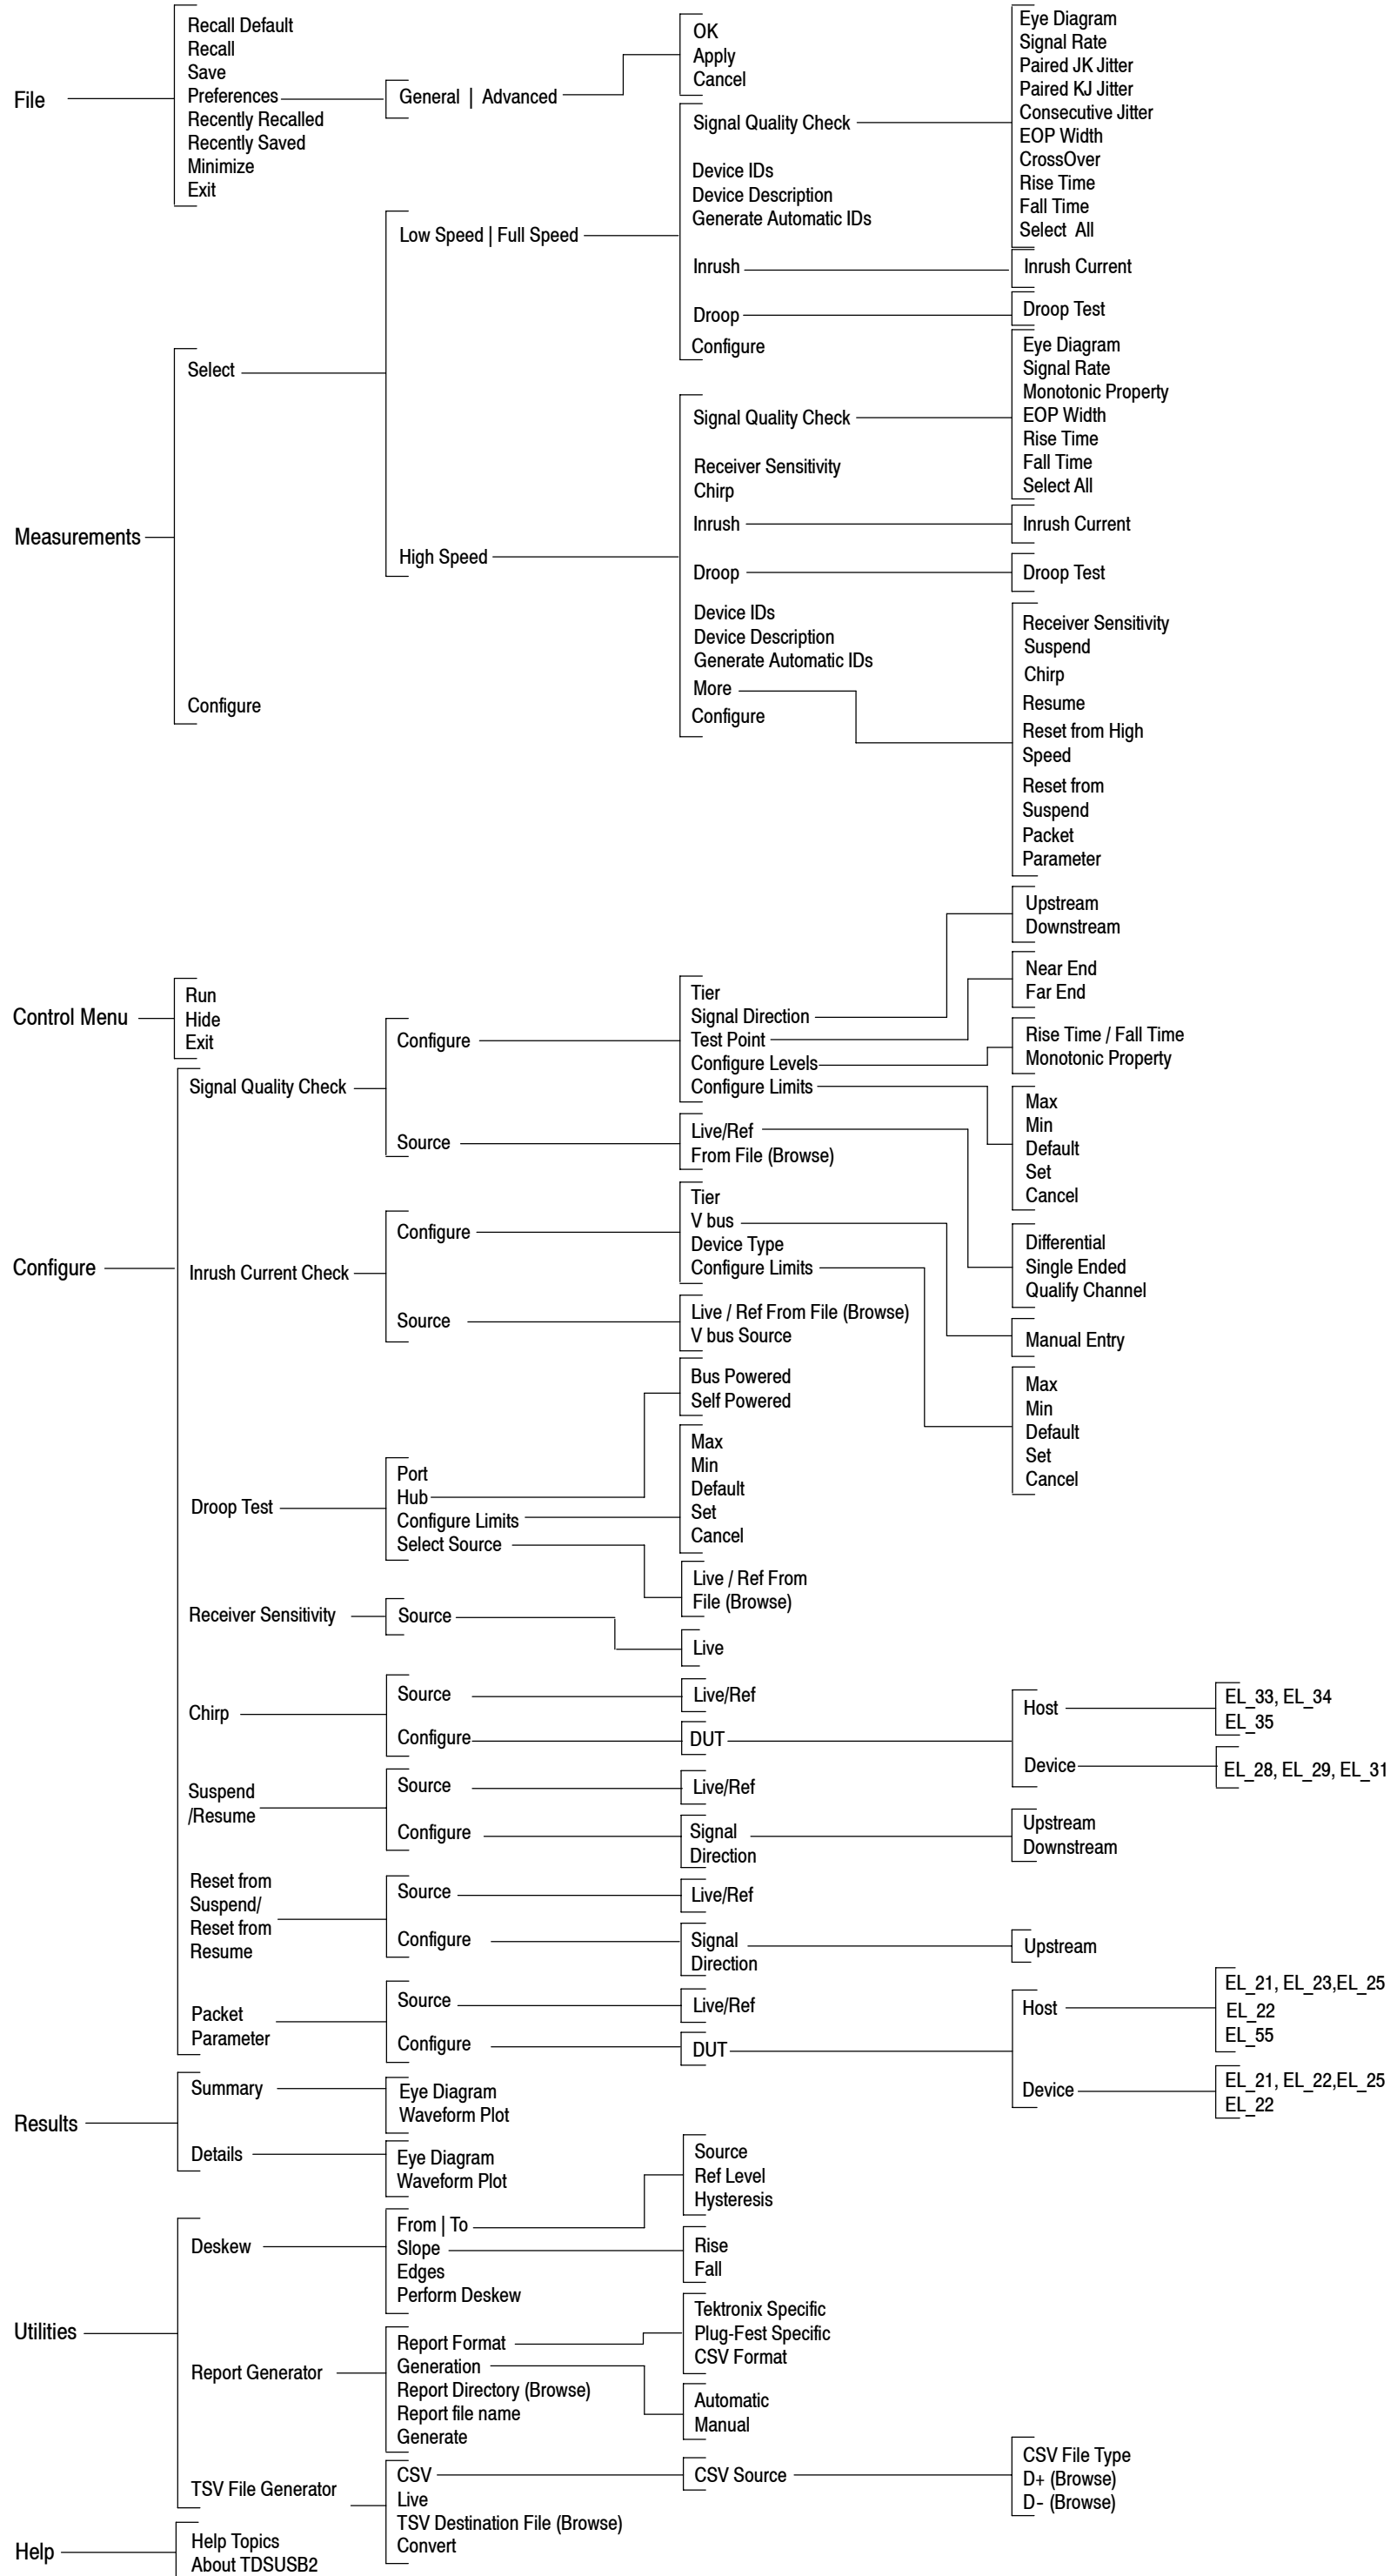 File
Recall Default
Recall
Save
Preferences
Recently Recalled
Recently Saved
Minimize
Exit
General | Advanced
OK
Apply
Cancel
Measurements
Select
Configure
Low Speed | Full Speed
Signal Quality Check
Device IDs
Device Description
Generate Automatic IDs
Inrush
Droop
Configure
Eye Diagram
Signal Rate
Paired JK Jitter
Paired KJ Jitter
Consecutive Jitter
EOP Width
CrossOver
Rise Time
Fall Time
Select All
Inrush Current
Droop Test
High Speed
Signal Quality Check
Receiver Sensitivity
Chirp
Inrush
Droop
Device IDs
Device Description
Generate Automatic IDs
More
Configure
Eye Diagram
Signal Rate
Monotonic Property
EOP Width
Rise Time
Fall Time
Select All
Inrush Current
Droop Test
Receiver Sensitivity
Suspend
Chirp
Resume
Reset from High
Speed
Reset from
Suspend
Packet
Parameter
Control Menu
Run
Hide
Exit
Configure
Signal Quality Check
Configure
Tier
Signal Direction
Test Point
Configure Levels
Configure Limits
Upstream
Downstream
Near End
Far End
Rise Time / Fall Time
Monotonic Property
Max
Min
Default
Set
Cancel
Source
Live/Ref
From File (Browse)
Differential
Single Ended
Qualify Channel
Inrush Current Check
Configure
Tier
V bus
Device Type
Configure Limits
Manual Entry
Max
Min
Default
Set
Cancel
Source
Live / Ref From File (Browse)
V bus Source
Droop Test
Port
Hub
Configure Limits
Select Source
Bus Powered
Self Powered
Max
Min
Default
Set
Cancel
Live / Ref From
File (Browse)
Receiver Sensitivity
Source
Live
Chirp
Source
Live/Ref
Configure
DUT
Host
EL_33, EL_34
EL_35
Device
EL_28, EL_29, EL_31
Suspend
/Resume
Source
Live/Ref
Configure
Signal
Direction
Upstream
Downstream
Reset from
Suspend/
Reset from
Resume
Source
Live/Ref
Configure
Signal
Direction
Upstream
Packet
Parameter
Source
Live/Ref
Configure
DUT
Host
EL_21, EL_23,EL_25
EL_22
EL_55
Device
EL_21, EL_22,EL_25
EL_22
Results
Summary
Eye Diagram
Waveform Plot
Details
Eye Diagram
Waveform Plot
Utilities
Deskew
From | To
Slope
Edges
Perform Deskew
Source
Ref Level
Hysteresis
Rise
Fall
Report Generator
Report Format
Generation
Report Directory (Browse)
Report file name
Generate
Tektronix Specific
Plug-Fest Specific
CSV Format
Automatic
Manual
TSV File Generator
CSV
Live
TSV Destination File (Browse)
Convert
CSV Source
CSV File Type
D+ (Browse)
D- (Browse)
Help
Help Topics
About TDSUSB2